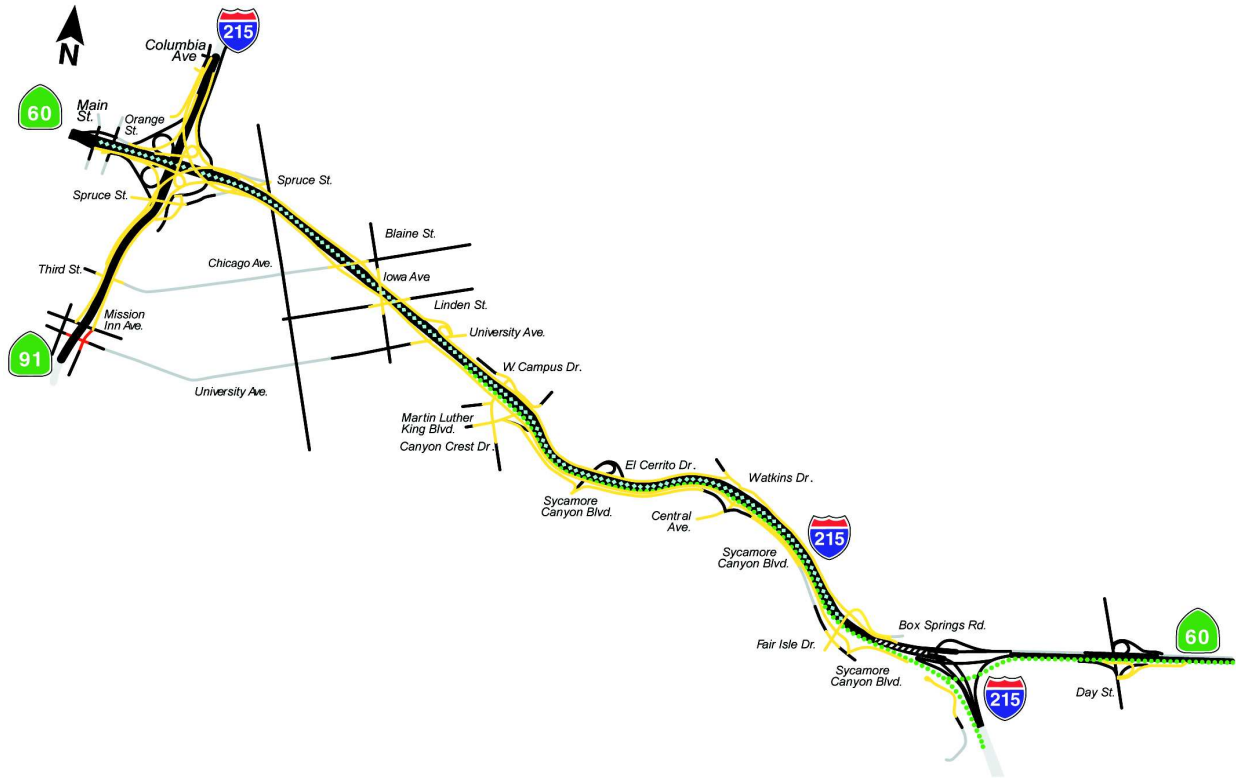 215
Columbia
Ave
N
60
Main
St.
Orange
St.
Spruce St.
Spruce St.
Blaine St.
Chicago Ave.
Third St.
Iowa Ave
Linden St.
Mission
Inn Ave.
University Ave.
91
W. Campus Dr.
University Ave.
Martin Luther
King Blvd.
Canyon Crest Dr.
El Cerrito Dr.
Watkins Dr.
Sycamore
Canyon Blvd.
Central
Ave.
215
Sycamore
Canyon Blvd.
Box Springs Rd.
60
Fair Isle Dr.
Sycamore
Canyon Blvd.
215
Day St.